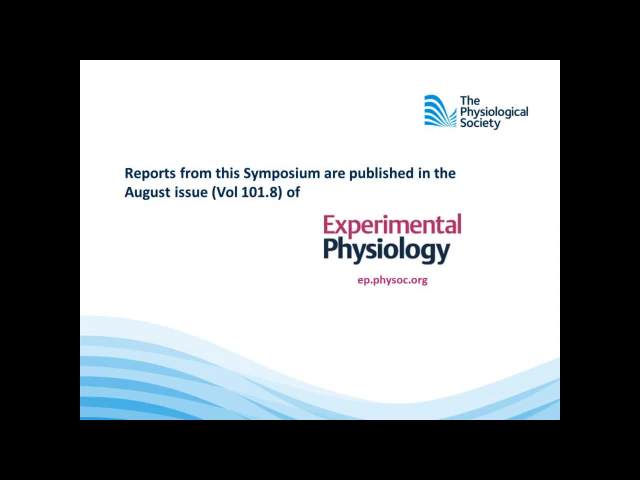 The
Physiological
Society
Reports from this Symposium are published in the
August issue (Vol 101.8) of
Experimental
Physiology
ep.physoc.org